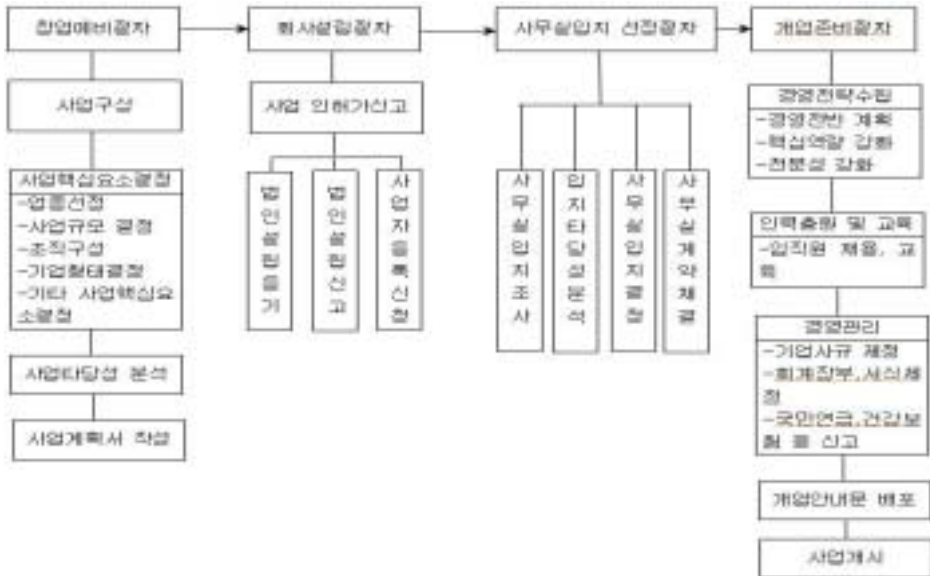 창업예비절차
회사설립절차
사무실입지 선정절차
개업준비절차
사업구성
사업핵심요소결정
-업종선정
-사업규모 결정
-조직구성
-기업형태결정
-기타 사업핵심요
소결정
사업타당성 분석
사업계획서 작성
사업 인허가신고
법인설립등기
법인설립신고
사업자등록신청
사무실입지조사
입지타당성분석
사무실입지결정
사무실계약체결
경영전략수립
-경영전반 계획
-핵심역량 강화
-전문성 강화
인력충원 및 교육
-임직원 채용, 교
육
경영관리
-기업사규 제정
-회계장부,서식제
정
-국민연금,건강보
험 등 신고
개업안내문 배포
사업개시